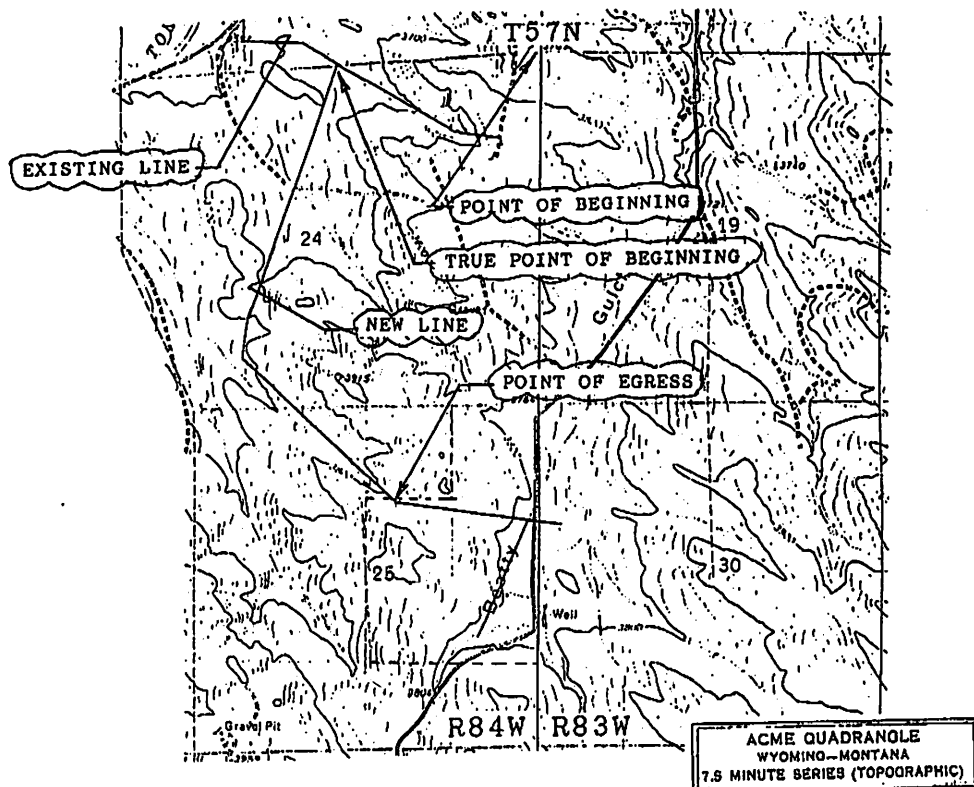 T57N
EXISTING LINE
POINT OF BEGINNING
19
24
TRUE POINT OF BEGINNING
NEW LINE
POINT OF EGRESS
25
30
Well
Gravel Pit
R84W R83W
ACME QUADRANGLE
WYOMING—MONTANA
7.5 MINUTE SERIES (TOPOGRAPHIC)